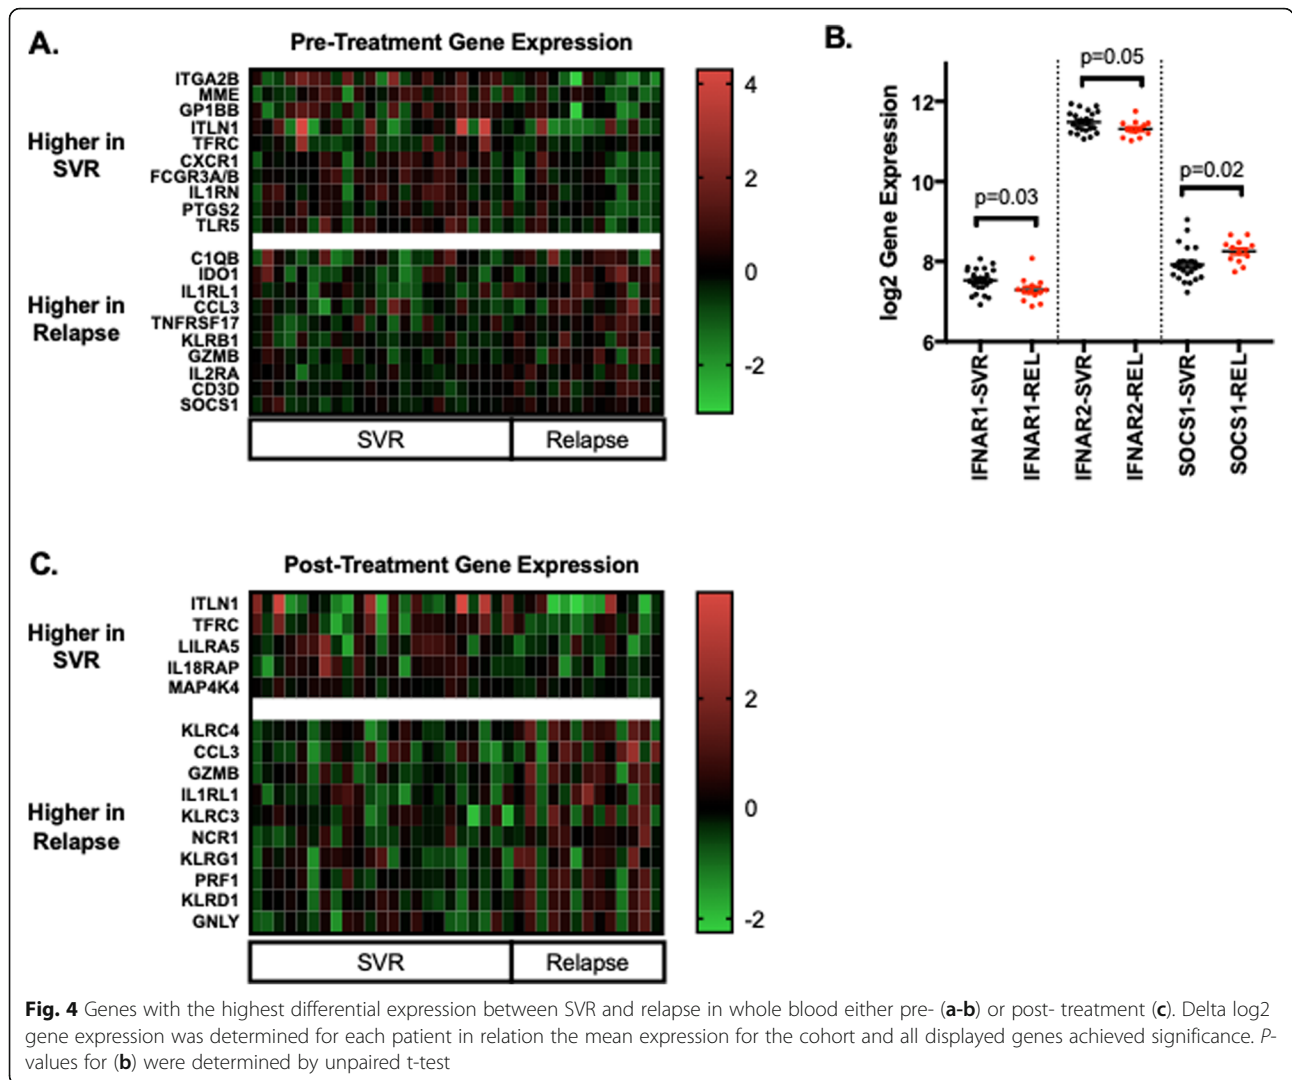 A.
Pre-Treatment Gene Expression
Higher in
SVR
ITGA2B
MME
GP1BB
ITLN1
TFRC
CXCR1
FCGR3A/B
IL1RN
PTGS2
TLR5
Higher in
Relapse
C1QB
IDO1
IL1RL1
CCL3
TNFRSF17
KLRB1
GZMB
IL2RA
CD3D
SOCS1
SVR
Relapse
4
2
0
-2
B.
log2 Gene Expression
12
10
8
6
p=0.03
p=0.05
p=0.02
IFNAR1-SVR
IFNAR1-REL
IFNAR2-SVR
IFNAR2-REL
SOCS1-SVR
SOCS1-REL
C.
Post-Treatment Gene Expression
Higher in
SVR
ITLN1
TFRC
LILRA5
IL18RAP
MAP4K4
Higher in
Relapse
KLRC4
CCL3
GZMB
IL1RL1
KLRC3
NCR1
KLRG1
PRF1
KLRD1
GNLY
SVR
Relapse
2
0
-2
Fig. 4 Genes with the highest differential expression between SVR and relapse in whole blood either pre- (a-b) or post- treatment (c). Delta log2
gene expression was determined for each patient in relation the mean expression for the cohort and all displayed genes achieved significance. P-
values for (b) were determined by unpaired t-test